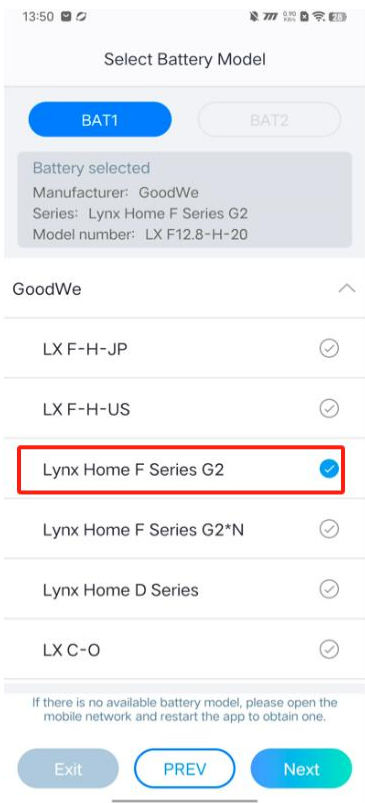 13:50
0.90
28
Select Battery Model
BAT1
BAT2
Battery selected
Manufacturer: GoodWe
Series: Lynx Home F Series G2
Model number: LX F12.8-H-20
GoodWe
LX F-H-JP
LX F-H-US
Lynx Home F Series G2
Lynx Home F Series G2*N
Lynx Home D Series
LX C-O
If there is no available battery model, please open the
mobile network and restart the app to obtain one.
Exit
PREV
Next